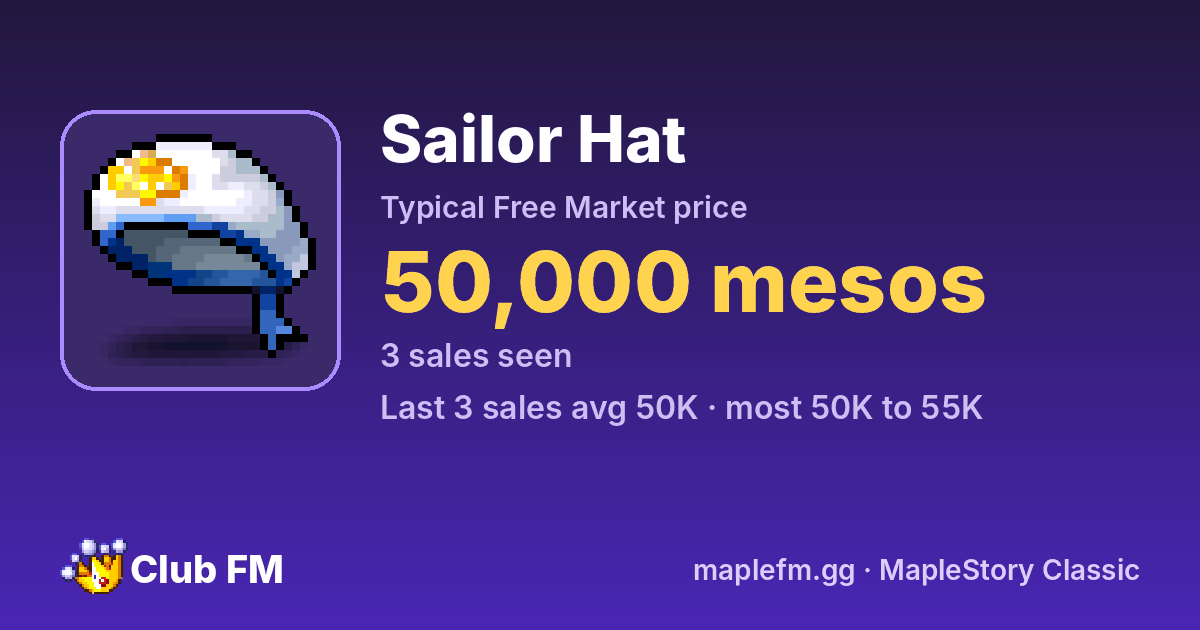 Sailor Hat
Typical Free Market price
50,000 mesos
3 sales seen
Last 3 sales avg 50K · most 50K to 55K
Club FM
maplefm.gg · MapleStory Classic